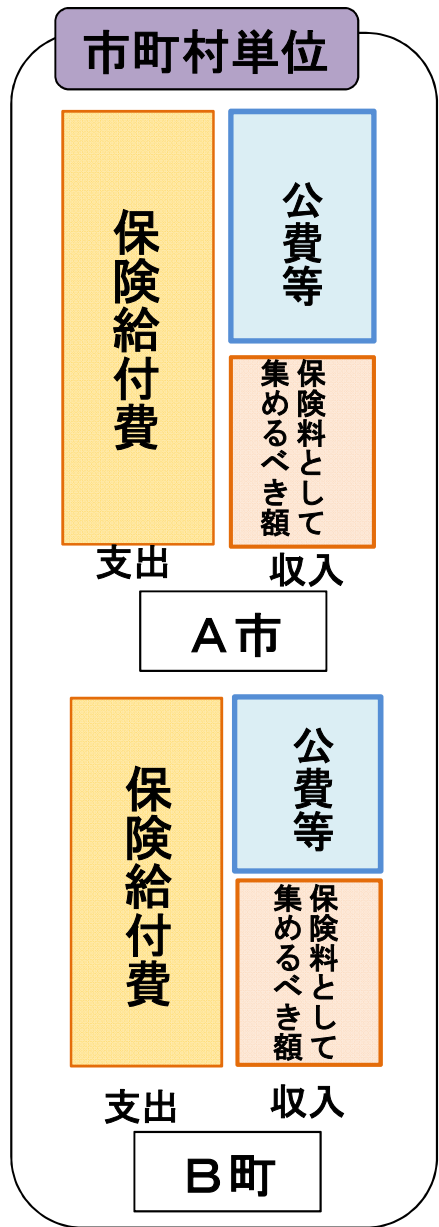 市町村単位
保険給付費
公費等
保険料として
集めるべき額
支出
収入
Ａ市
保険給付費
公費等
保険料として
集めるべき額
支出
収入
Ｂ町